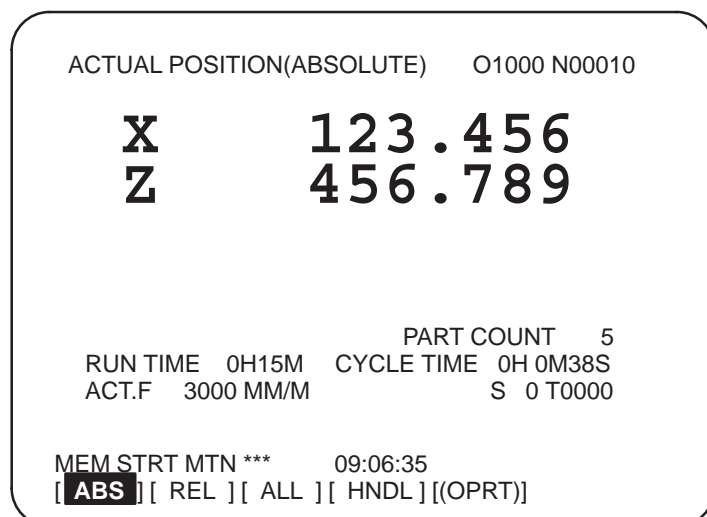 ACTUAL POSITION(ABSOLUTE) O1000 N00010
X 123.456
Z 456.789
PART COUNT 5
RUN TIME 0H15M CYCLE TIME 0H 0M38S
ACT.F 3000 MM/M S 0 T0000
MEM STRT MTN *** 09:06:35
[ ABS ] [ REL ] [ ALL ] [ HNDL ] [(OPRT)]